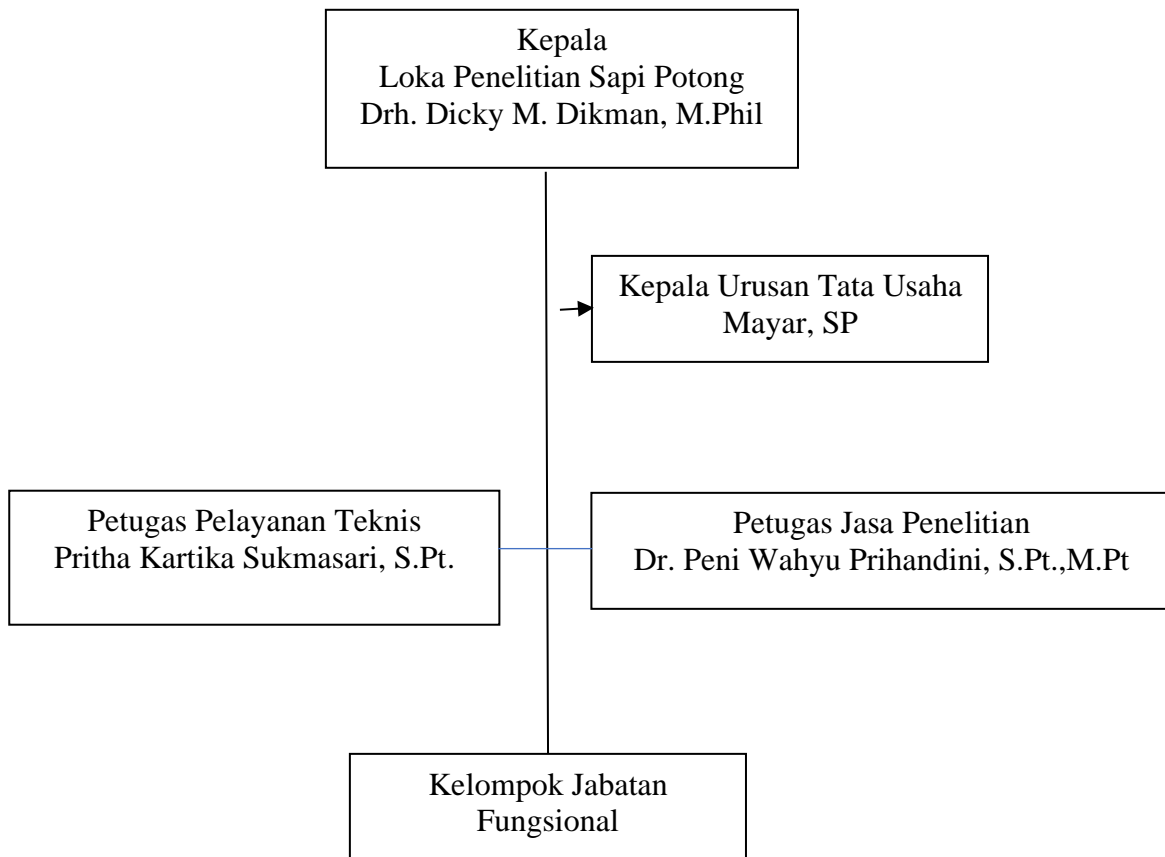 Kepala
Loka Penelitian Sapi Potong
Drh. Dicky M. Dikman, M.Phil
Kepala Urusan Tata Usaha
Mayar, SP
Petugas Pelayanan Teknis
Pritha Kartika Sukmasari, S.Pt.
Petugas Jasa Penelitian
Dr. Peni Wahyu Prihandini, S.Pt.,M.Pt
Kelompok Jabatan
Fungsional